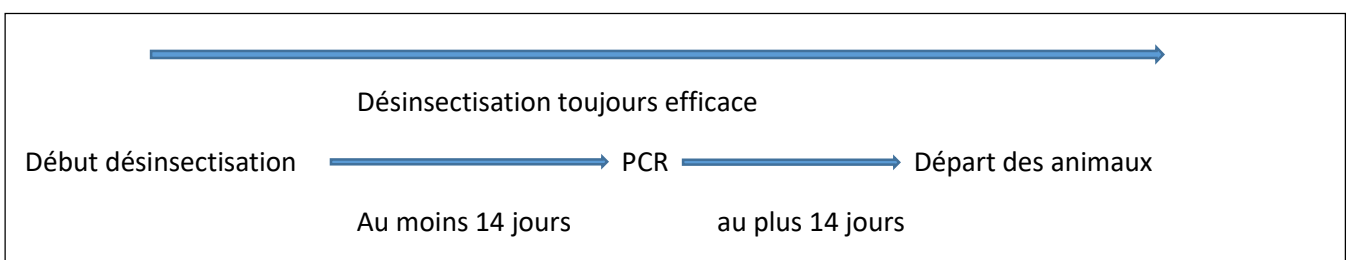 Désinsectisation toujours efficace
Début désinsectisation PCR Départ des animaux
Au moins 14 jours au plus 14 jours